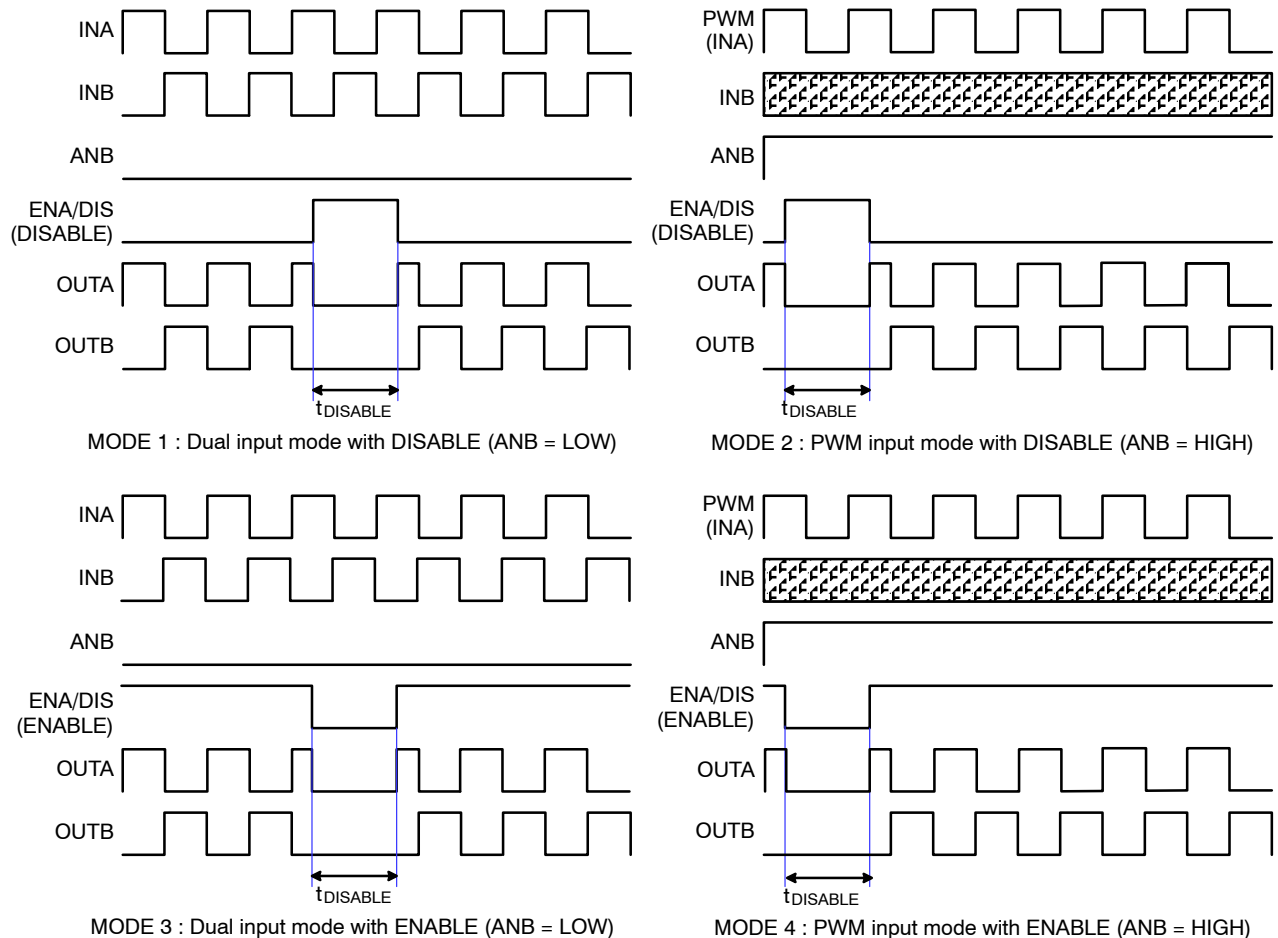 INA
INB
ANB
ENA/DIS
(DISABLE)
OUTA
OUTB
tDISABLE
MODE 1 : Dual input mode with DISABLE (ANB = LOW)
PWM
(INA)
INB
ANB
ENA/DIS
(DISABLE)
OUTA
OUTB
tDISABLE
MODE 2 : PWM input mode with DISABLE (ANB = HIGH)
INA
INB
ANB
ENA/DIS
(ENABLE)
OUTA
OUTB
tDISABLE
MODE 3 : Dual input mode with ENABLE (ANB = LOW)
PWM
(INA)
INB
ANB
ENA/DIS
(ENABLE)
OUTA
OUTB
tDISABLE
MODE 4 : PWM input mode with ENABLE (ANB = HIGH)